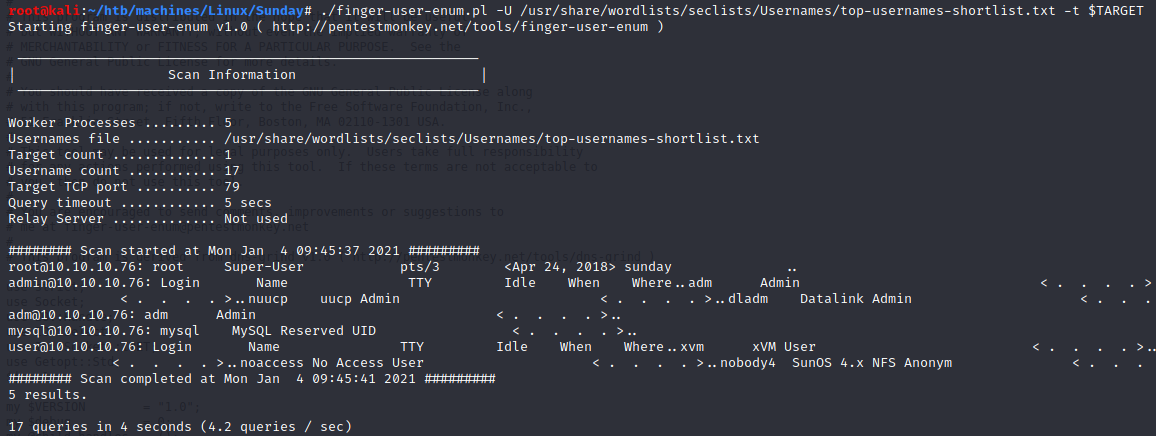 root@kali:~/htb/machines/Linux/Sunday# ./finger-user-enum.pl -U /usr/share/wordlists/seclists/Usernames/top-usernames-shortlist.txt -t $TARGET
Starting finger-user-enum v1.0 ( http://pentestmonkey.net/tools/finger-user-enum )
| Scan Information |
Worker Processes ......... 5
Usernames file ........... /usr/share/wordlists/seclists/Usernames/top-usernames-shortlist.txt
Target count ............. 1
Username count ........... 17
Target TCP port .......... 79
Query timeout ............ 5 secs
Relay Server ............. Not used
######## Scan started at Mon Jan  4 09:45:37 2021 #########
root@10.10.10.76: root     Super-User            pts/3        <Apr 24, 2018> sunday              ..
admin@10.10.10.76: Login       Name               TTY         Idle    When    Where..adm      Admin                              < .  .  .  . >
< .  .  .  . >..nuucp    uucp Admin                         < .  .  .  . >..dladm    Datalink Admin                     < .  .  .
adm@10.10.10.76: adm      Admin                              < .  .  .  . >..
mysql@10.10.10.76: mysql    MySQL Reserved UID                 < .  .  .  . >..
user@10.10.10.76: Login       Name               TTY         Idle    When    Where..xvm      xVM User                           < .  .  .  . >..
< .  .  .  . >..noaccess No Access User                     < .  .  .  . >..nobody4  SunOS 4.x NFS Anonym               < .  .  .
######## Scan completed at Mon Jan  4 09:45:41 2021 #########
5 results.
17 queries in 4 seconds (4.2 queries / sec)